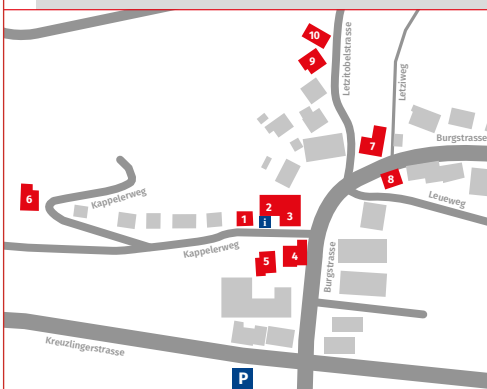 10
9
Letzitobelstrasse
Letziweg
7
Burgstrasse
8
Leueweg
6
Kappelerweg
2
1
i
3
Kappelerweg
5
4
Burgstrasse
Kreuzlingerstrasse
P